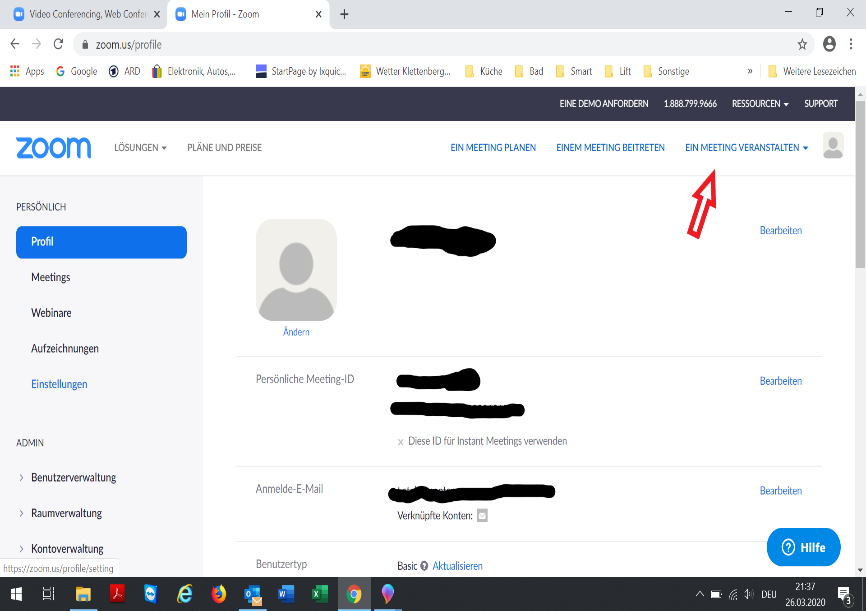 Video Conferencing, Web Confer
Mein Profil - Zoom
zoom.us/profile
Apps
Google
ARD
Elektronik, Autos,...
StartPage by Ixquic...
Wetter Klettenberg...
Küche
Bad
Smart
Lift
Sonstige
»
Weitere Lesezeichen
EINE DEMO ANFORDERN
1.888.799.9666
RESSOURCEN
SUPPORT
zoom
LÖSUNGEN
PLÄNE UND PREISE
EIN MEETING PLANEN
EINEM MEETING BEITRETEN
EIN MEETING VERANSTALTEN
PERSÖNLICH
Profil
Meetings
Webinare
Aufzeichnungen
Einstellungen
ADMIN
Benutzerverwaltung
Raumverwaltung
Kontoverwaltung
Bearbeiten
Ändern
Persönliche Meeting-ID
Bearbeiten
x Diese ID für Instant Meetings verwenden
Anmelde-E-Mail
Bearbeiten
Verknüpfte Konten:
Benutzertyp
Basic
Aktualisieren
Hilfe
https://zoom.us/profile/setting
DEU
21:37
26.03.2020
3